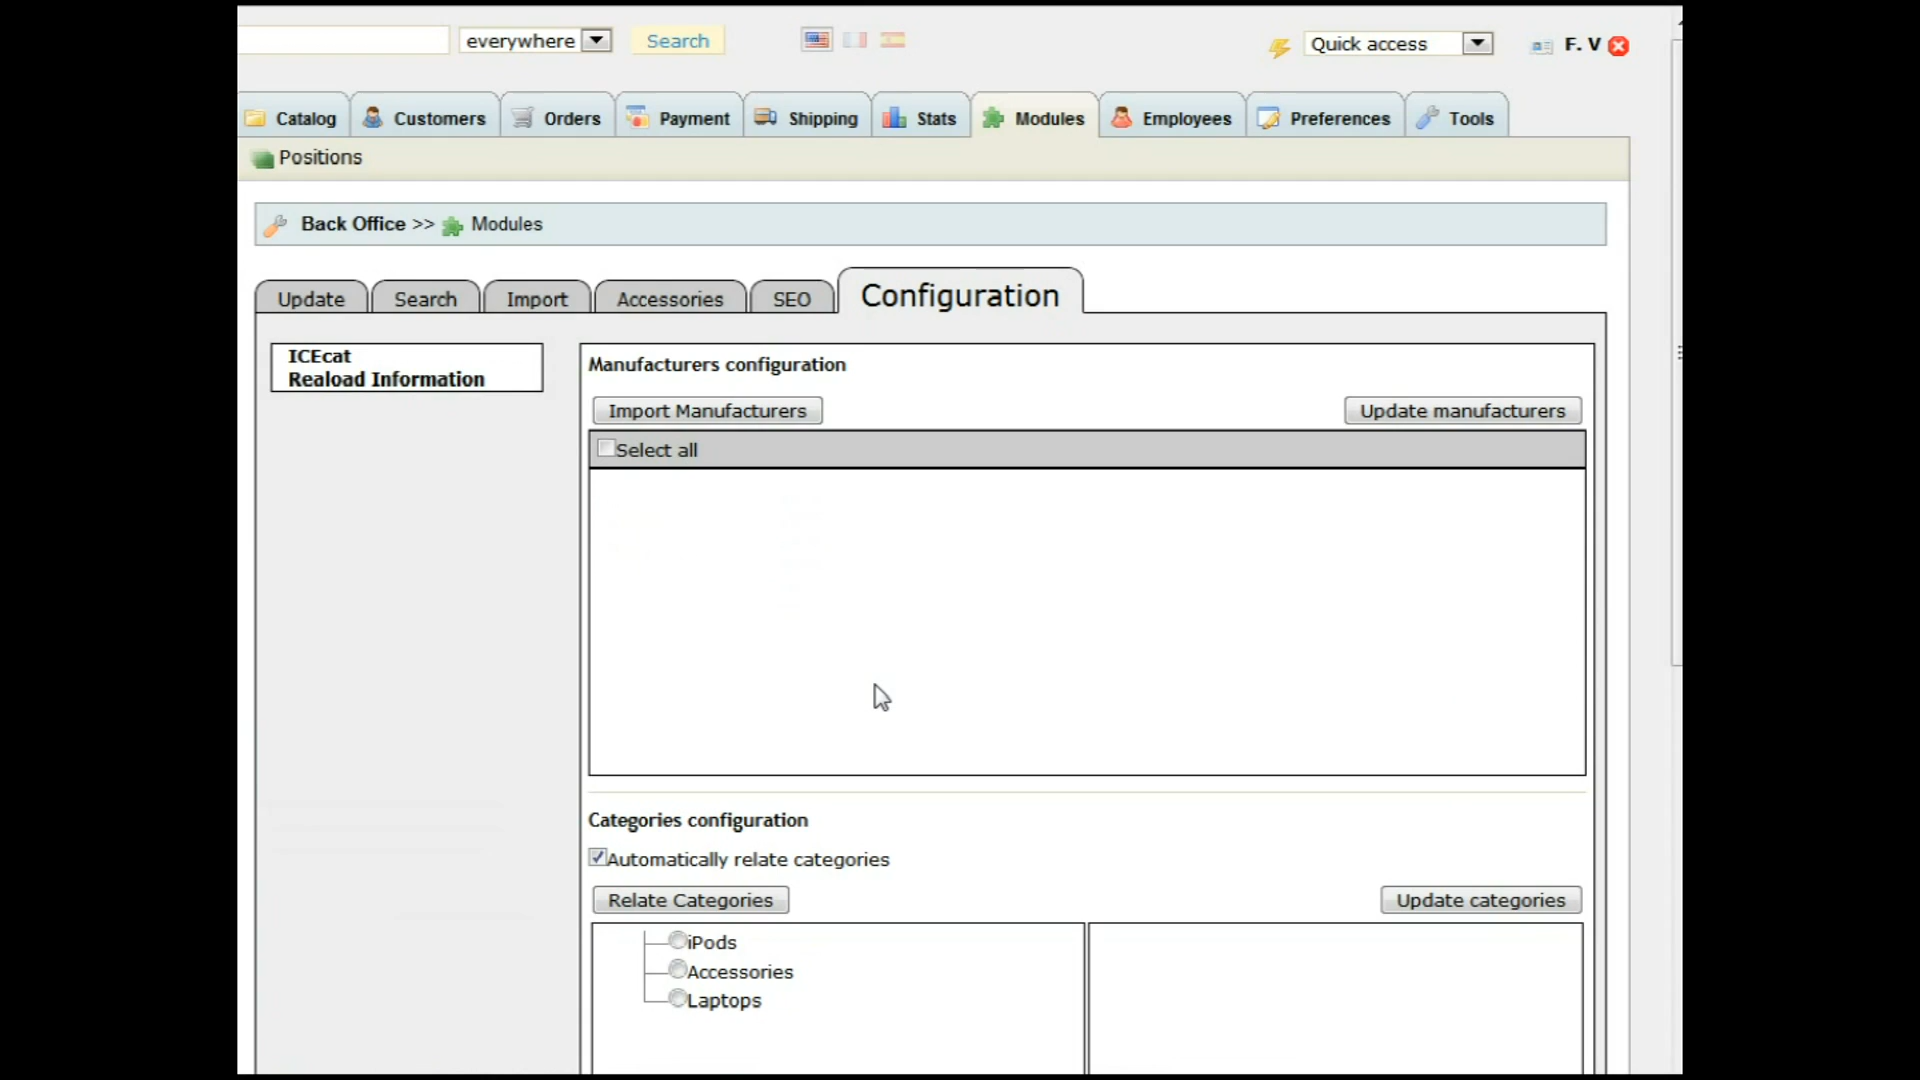 everywhere Search Quick access F. V
Catalog Customers Orders Payment Shipping Stats Modules Employees Preferences Tools
Positions
Back Office >> Modules
Update Search Import Accessories SEO Configuration
ICEcat
Reaload Information
Manufacturers configuration
Import Manufacturers Update manufacturers
Select all
Categories configuration
Automatically relate categories
Relate Categories Update categories
iPods
Accessories
Laptops